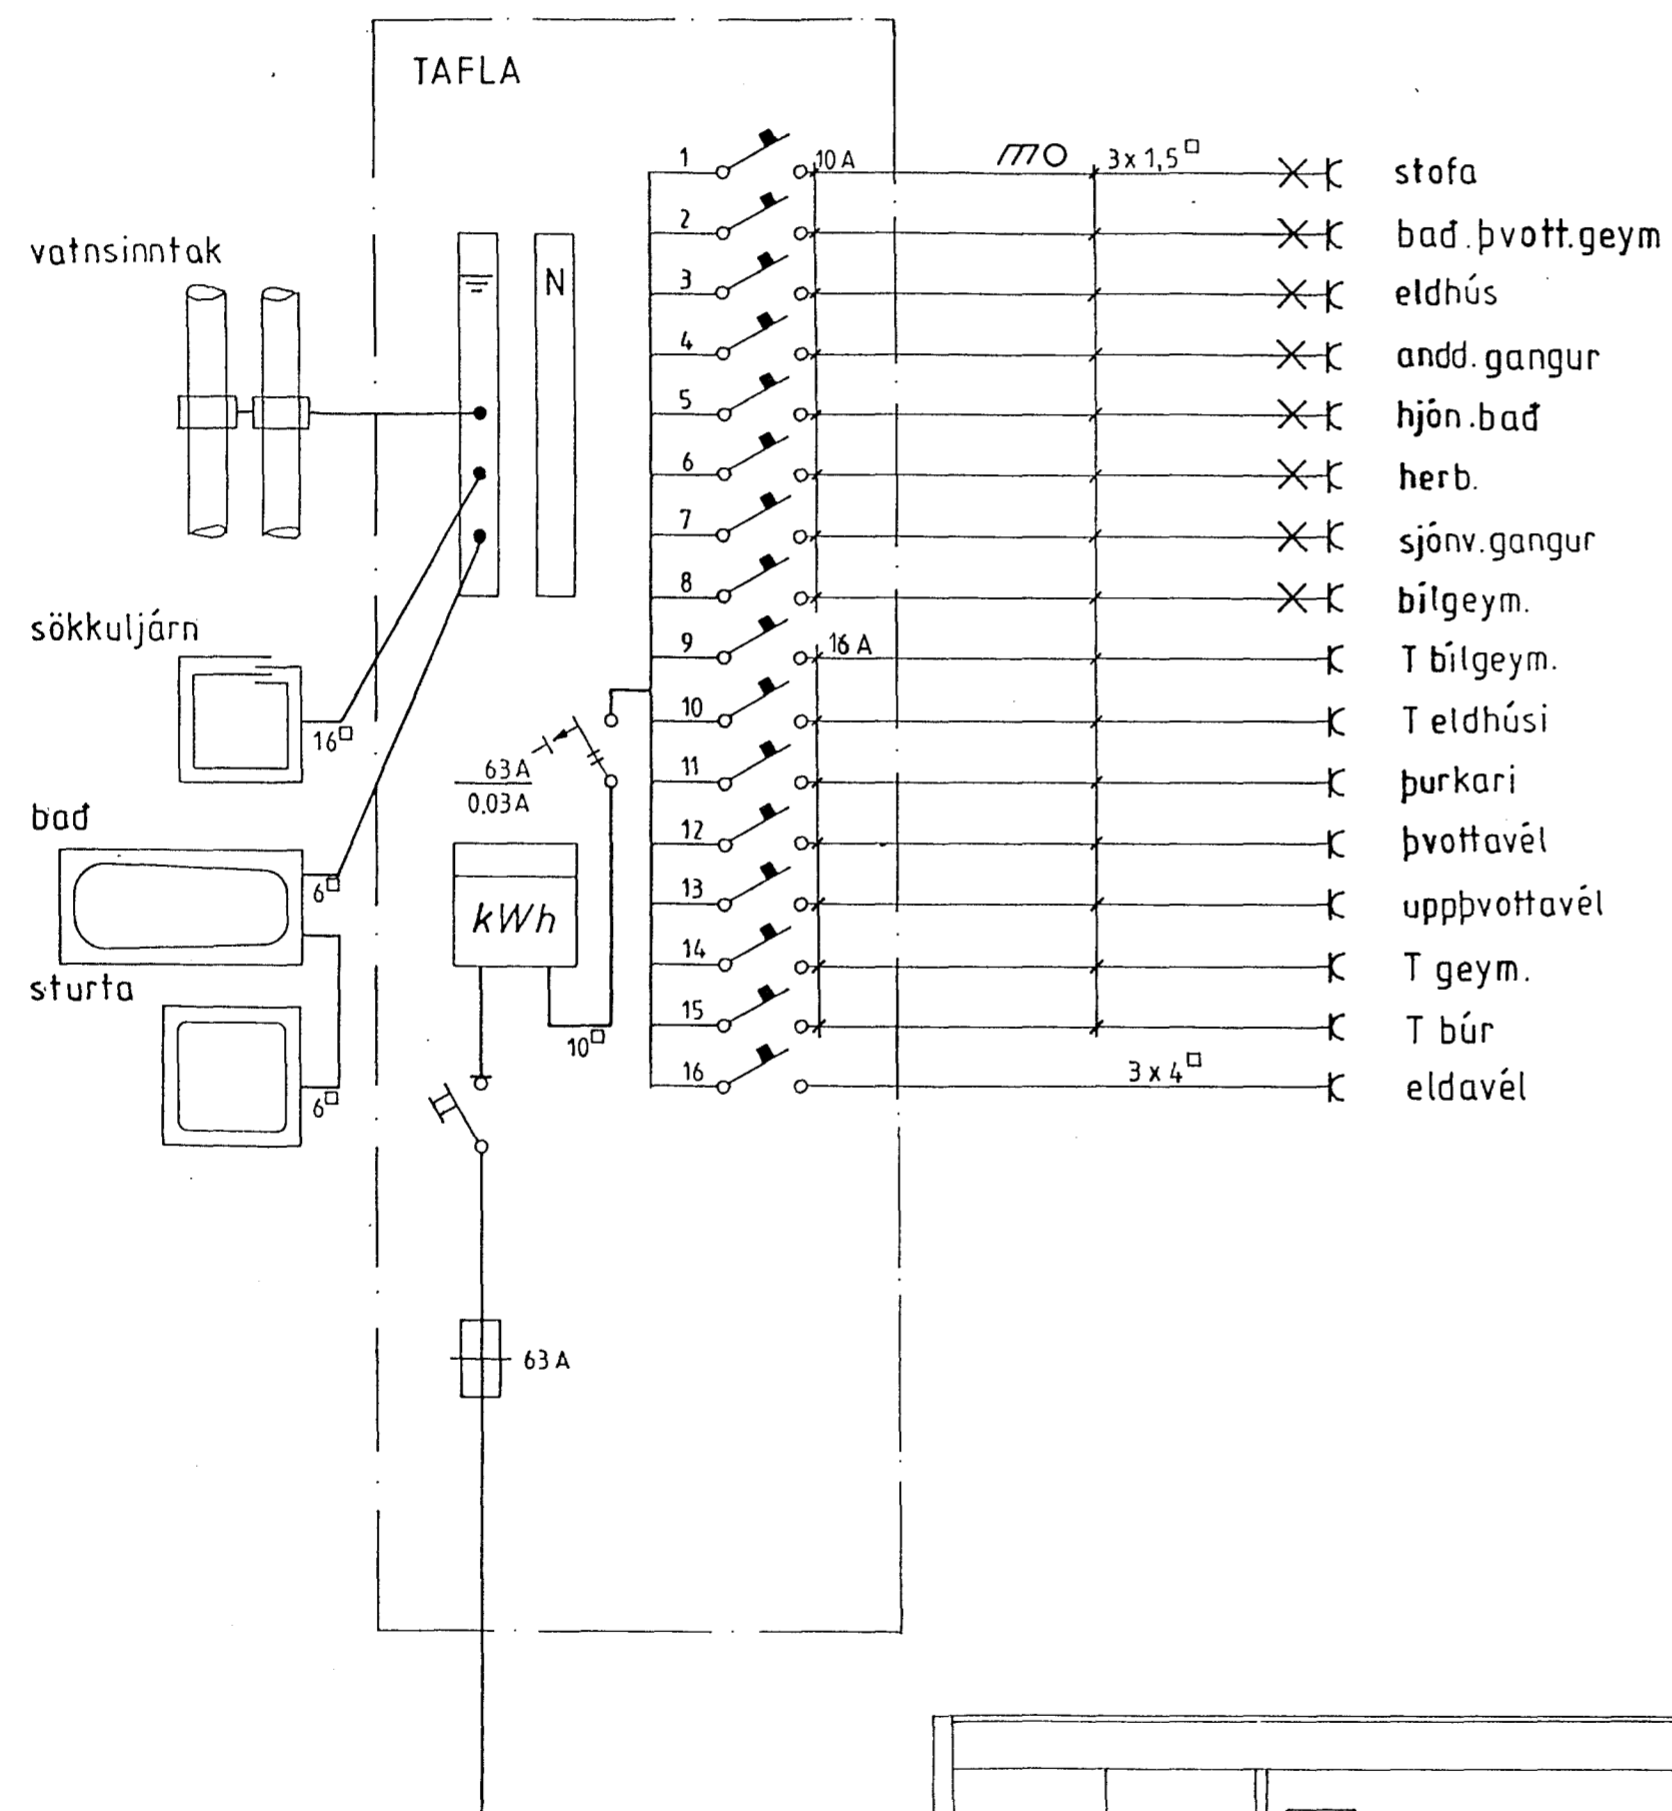 TAFLA
vatnsinntak
sökkuljárn
16□
bað
6□
sturta
6□
N
63A
0.03A
kWh
10□
63 A
1 10 A 3 x 1,5□ stofa
2 bað.þvott.geym
3 eldhús
4 andd.gangur
5 hjón.bað
6 herb.
7 sjónv.gangur
8 bílgeym.
9 16 A T bílgeym.
10 T eldhúsi
11 þurkari
12 þvottavél
13 uppþvottavél
14 T geym.
15 T búr
16 3 x 4□ eldavél